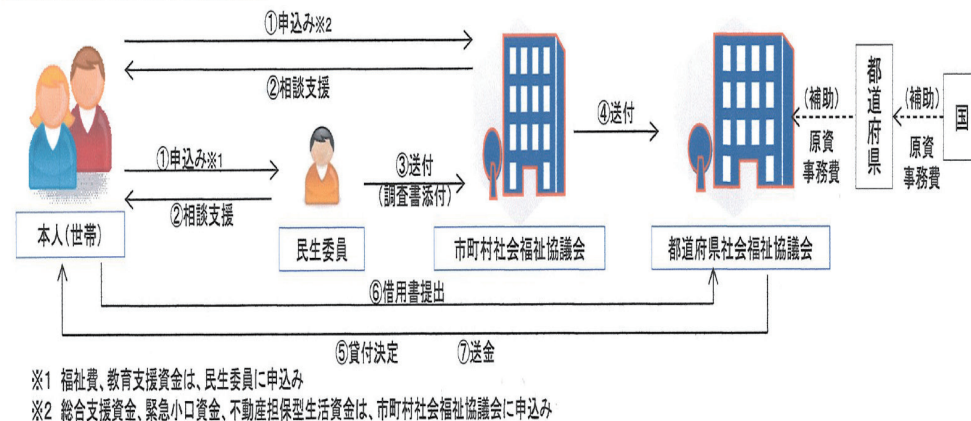 ①申込み※2
②相談支援
①申込み※1
②相談支援
③送付
(調査書添付)
④送付
(補助)
原資
事務費
都道府県
(補助)
原資
事務費
国
本人(世帯)
民生委員
市町村社会福祉協議会
都道府県社会福祉協議会
⑥借用書提出
⑤貸付決定 ⑦送金
※1 福祉費、教育支援資金は、民生委員に申込み
※2 総合支援資金、緊急小口資金、不動産担保型生活資金は、市町村社会福祉協議会に申込み